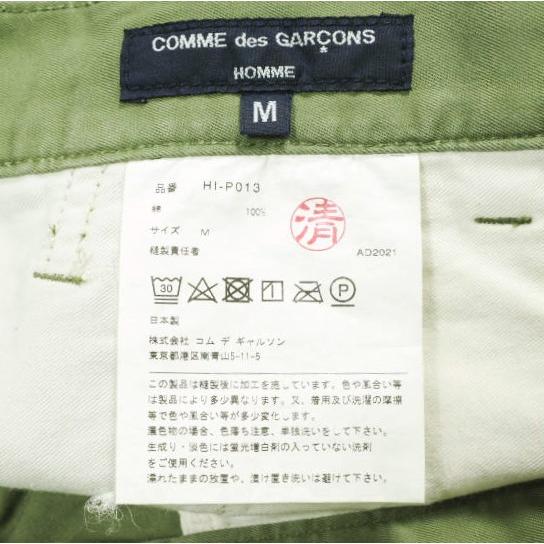 COMME des GARÇONS
HOMME
M
品番 HI-P013
綿 100%
サイズ M
縫製責任者
清
AD2021
30 P
日本製
株式会社 コム デ ギャルソン
東京都港区南青山5-11-5
この製品は縫製後に加工を施しています。色や風合い等
は製品により多少異なります。又、着用及び洗濯の摩擦
等で色や風合い等が多少変化します。
濃色物の場合、色落ち注意、単独洗いをして下さい。
生成り・淡色には蛍光増白剤の入っていない洗剤
をご使用ください。
濡れたままの放置や、漬け置き洗いは避けて下さい。